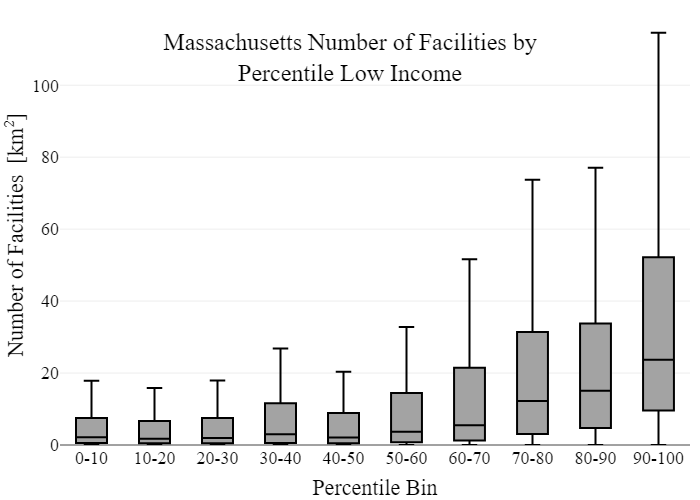 Massachusetts Number of Facilities by
Percentile Low Income
Number of Facilities [km²]
100
80
60
40
20
0
0-10 10-20 20-30 30-40 40-50 50-60 60-70 70-80 80-90 90-100
Percentile Bin